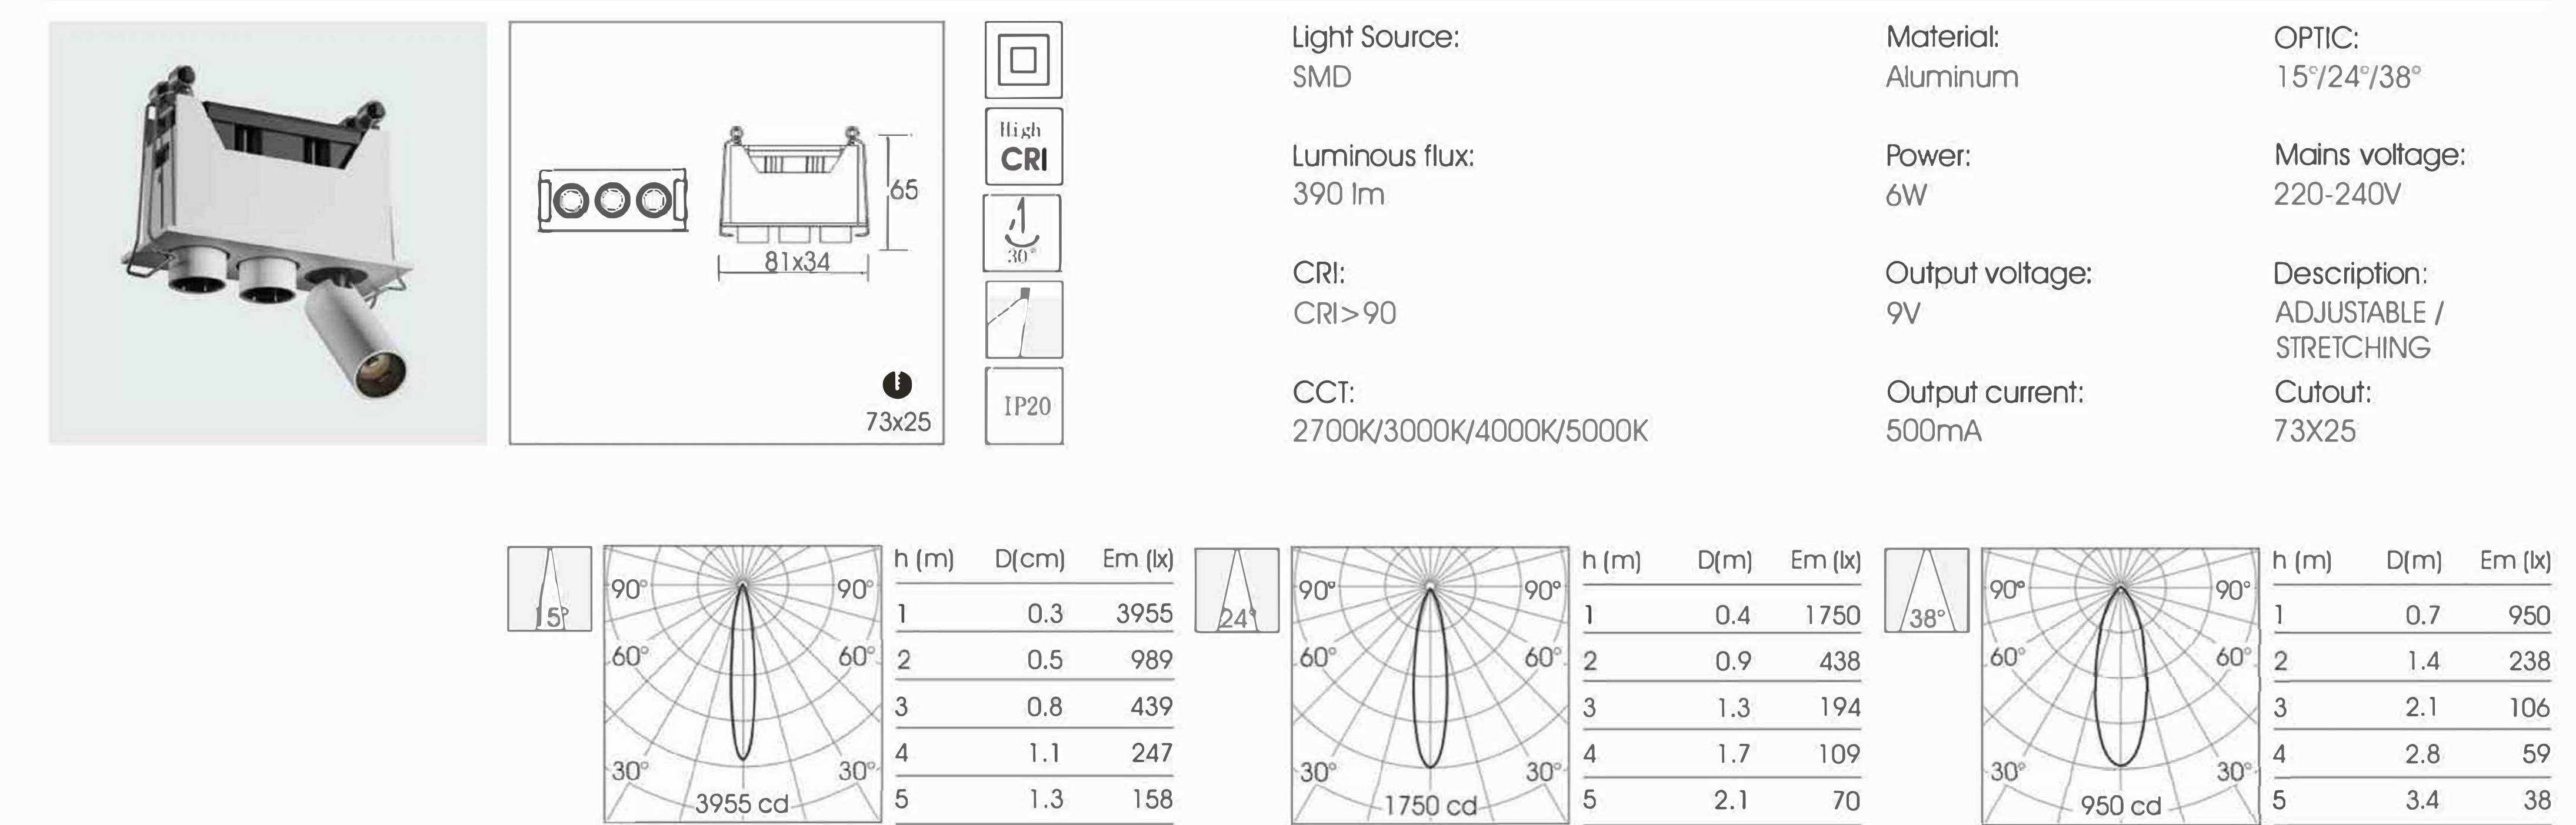 65
81x34
73x25
High
CRI
30°
IP20
Light Source:
SMD
Luminous flux:
390 lm
CRI:
CRI>90
CCT:
2700K/3000K/4000K/5000K
Material:
Aluminum
Power:
6W
Output voltage:
9V
Output current:
500mA
OPTIC:
15°/24°/38°
Mains voltage:
220-240V
Description:
ADJUSTABLE /
STRETCHING
Cutout:
73X25
15°
90° 90°
60° 60°
30° 30°
3955 cd
h (m) D(cm) Em (lx)
1 0.3 3955
2 0.5 989
3 0.8 439
4 1.1 247
5 1.3 158
24°
90° 90°
60° 60°
30° 30°
1750 cd
h (m) D(m) Em (lx)
1 0.4 1750
2 0.9 438
3 1.3 194
4 1.7 109
5 2.1 70
38°
90° 90°
60° 60°
30° 30°
950 cd
h (m) D(m) Em (lx)
1 0.7 950
2 1.4 238
3 2.1 106
4 2.8 59
5 3.4 38